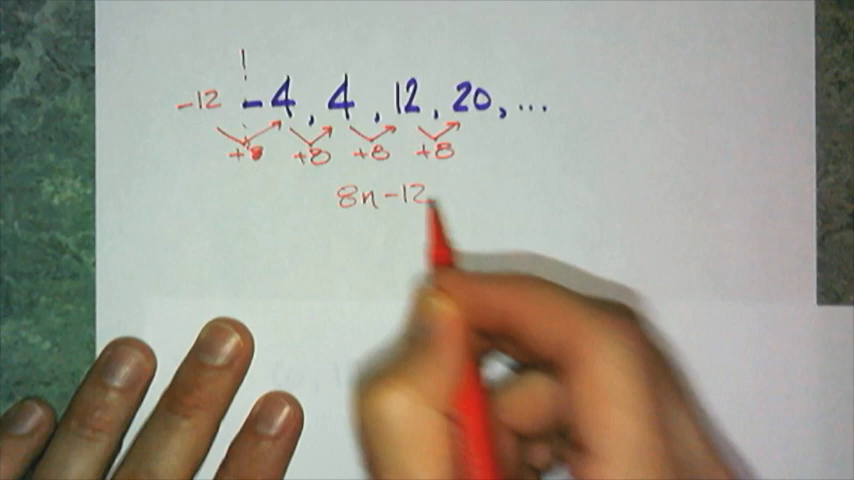 -12 -4, 4, 12, 20, ...
+8 +8 +8 +8
8n-12